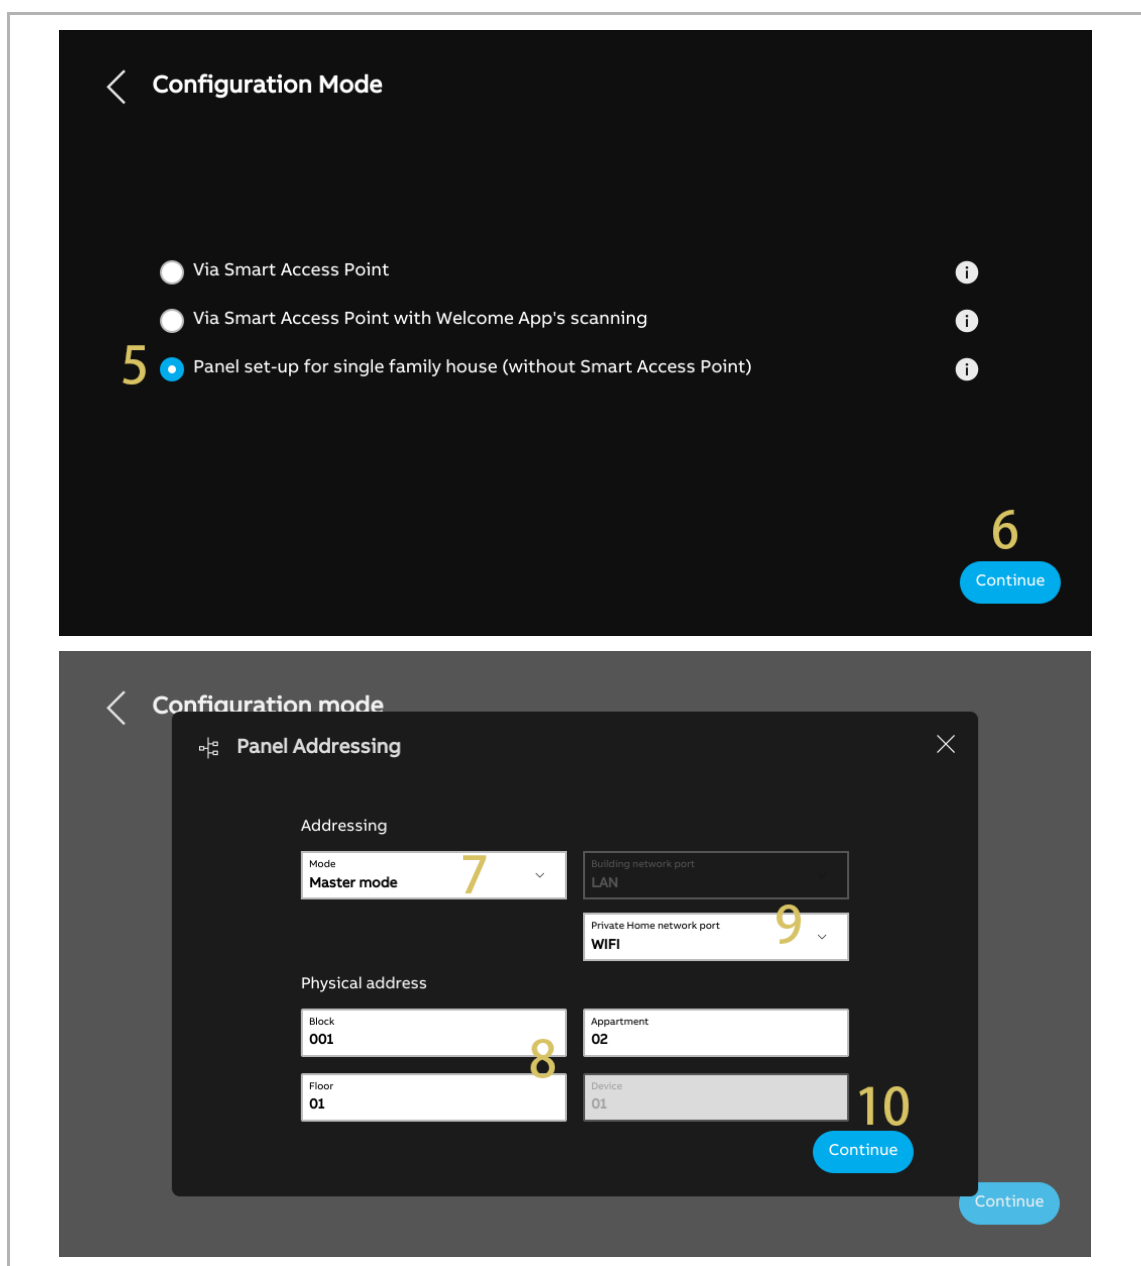 Configuration Mode
Via Smart Access Point
Via Smart Access Point with Welcome App's scanning
5 Panel set-up for single family house (without Smart Access Point)
6
Continue
Configuration mode
Panel Addressing
Addressing
Mode
Master mode
7
Building network port
LAN
Private Home network port
WIFI
9
Physical address
Block
001
Appartment
02
8
Floor
01
Device
01
10
Continue
Continue